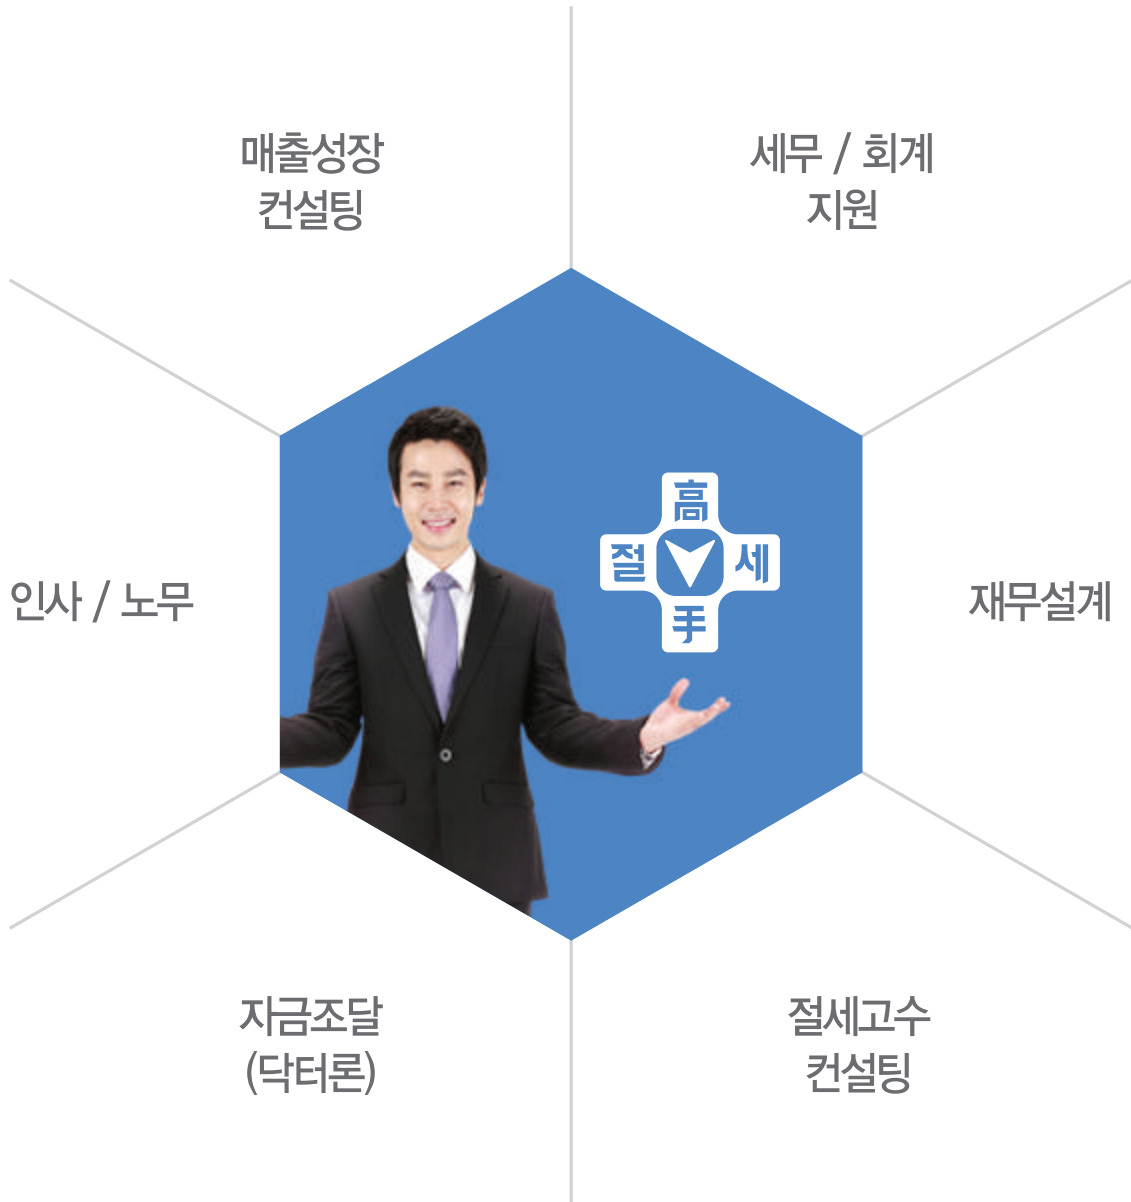 매출성장
컨설팅
세무 / 회계
지원
高
절 세
手
인사 / 노무
재무설계
자금조달
(닥터론)
절세고수
컨설팅